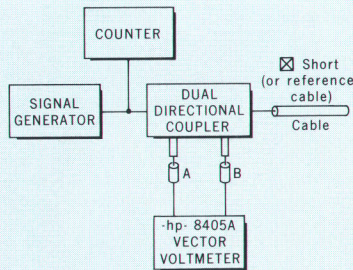 COUNTER
SIGNAL
GENERATOR
DUAL
DIRECTIONAL
COUPLER
Short
(or reference
cable)
Cable
A
B
-hp- 8405A
VECTOR
VOLTMETER